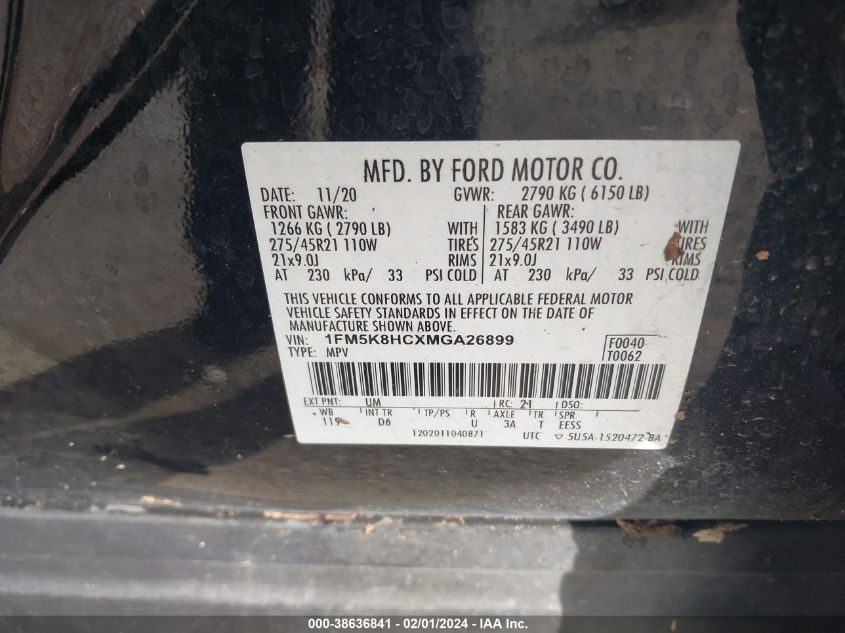 MFD. BY FORD MOTOR CO.
DATE: 11/20 GVWR: 2790 KG ( 6150 LB)
FRONT GAWR: REAR GAWR:
1266 KG ( 2790 LB) WITH 1583 KG ( 3490 LB) WITH
275/45R21 110W TIRES 275/45R21 110W TIRES
21x9.0J RIMS 21x9.0J RIMS
AT 230 kPa/ 33 PSI COLD AT 230 kPa/ 33 PSI COLD
THIS VEHICLE CONFORMS TO ALL APPLICABLE FEDERAL MOTOR
VEHICLE SAFETY STANDARDS IN EFFECT ON THE DATE OF
MANUFACTURE SHOWN ABOVE.
VIN: 1FM5K8HCXMGA26899 F0040
TYPE: MPV T0062
EXT PNT: UM RC: 21 DSO:
WB INT TR TP/PS R AXLE TR SPR
119 D6 U 3A T EESS
1202011040871 UTC ▽ 5U5A-1520472-BA
000-38636841 / 02/01/2024 - IAA Inc.